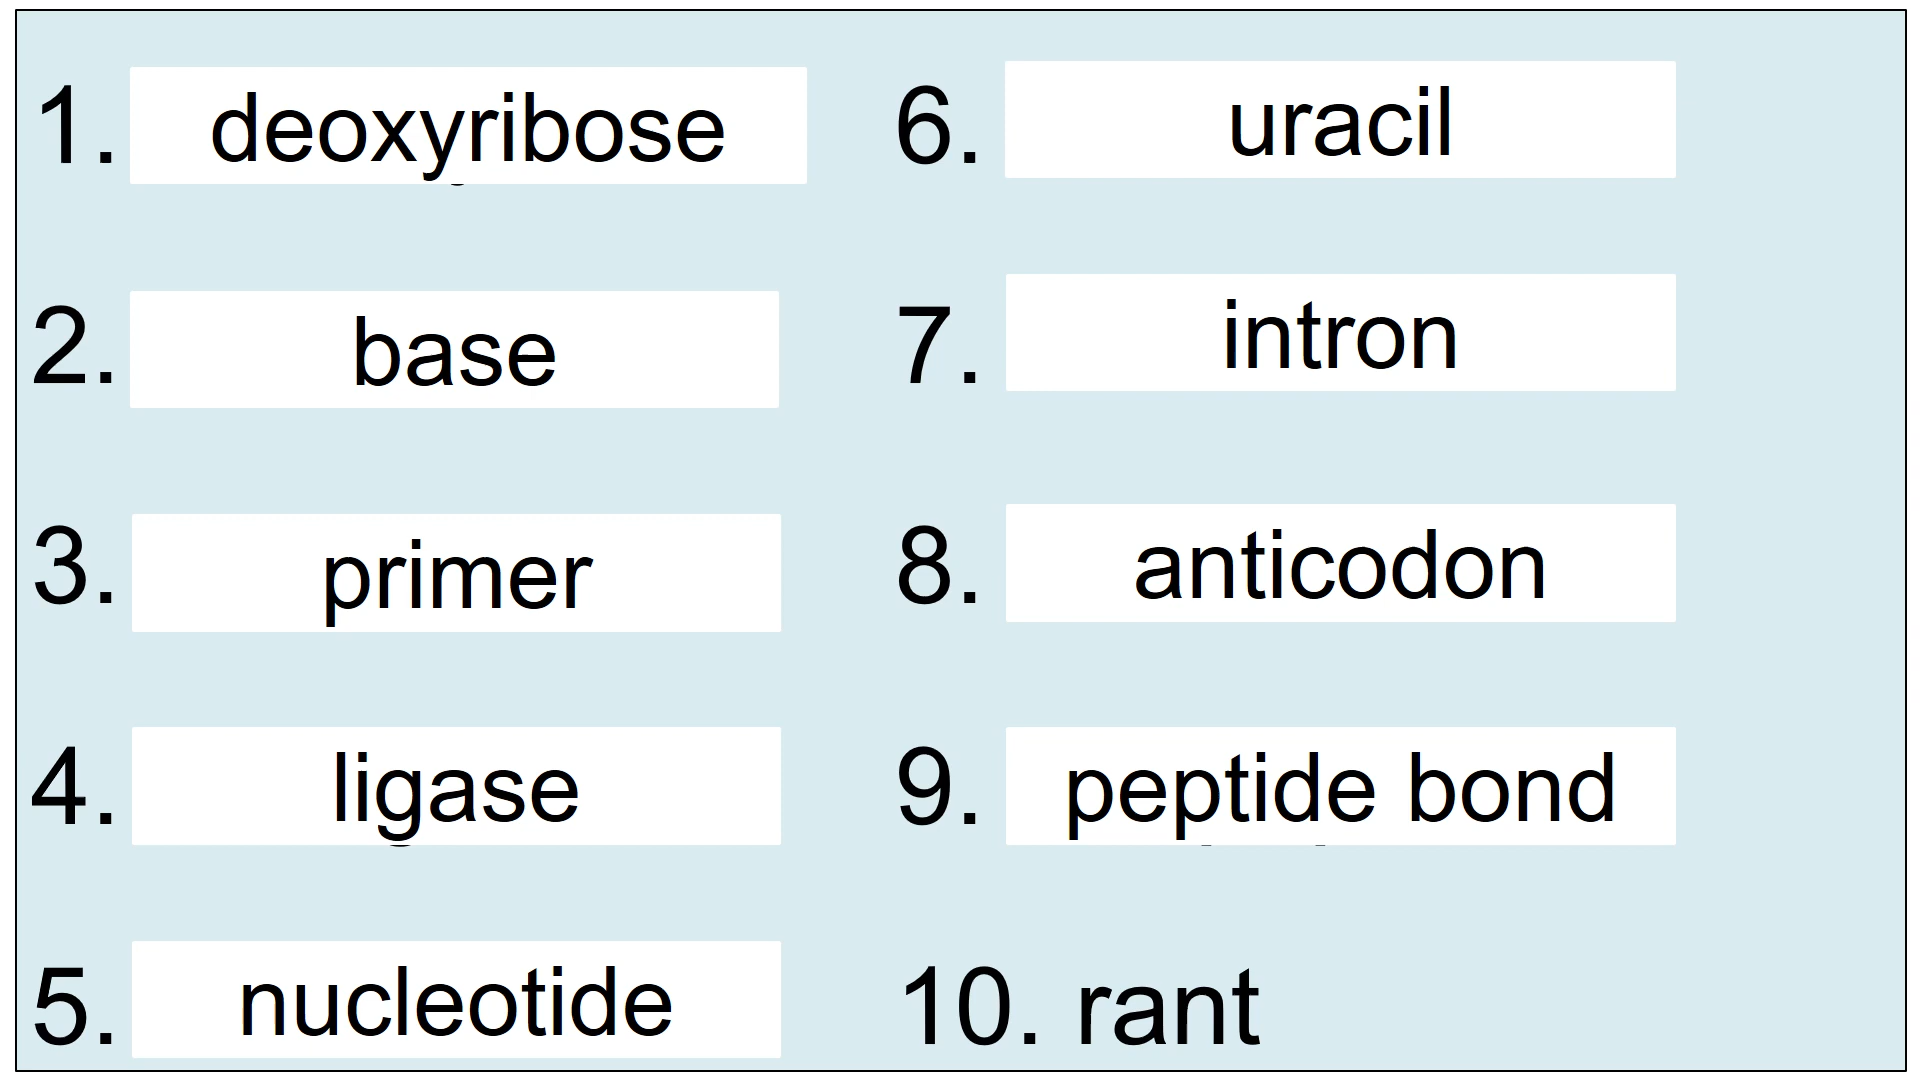 1. deoxyribose
2. base
3. primer
4. ligase
5. nucleotide
6. uracil
7. intron
8. anticodon
9. peptide bond
10. rant